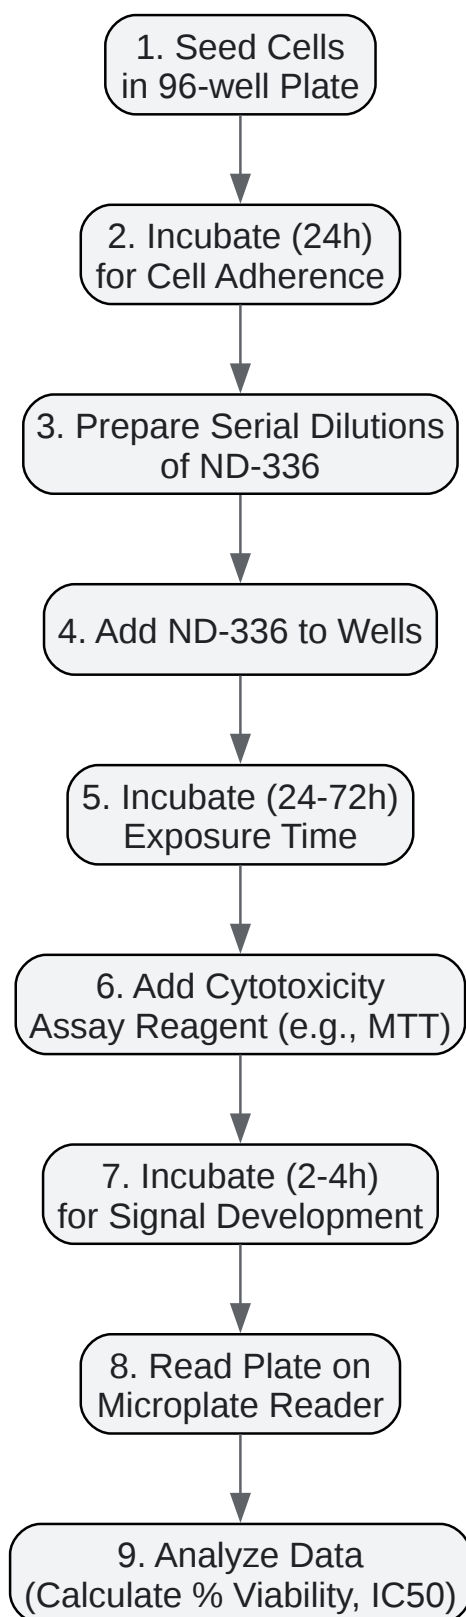 1. Seed Cells
in 96-well Plate
2. Incubate (24h)
for Cell Adherence
3. Prepare Serial Dilutions
of ND-336
4. Add ND-336 to Wells
5. Incubate (24-72h)
Exposure Time
6. Add Cytotoxicity
Assay Reagent (e.g., MTT)
7. Incubate (2-4h)
for Signal Development
8. Read Plate on
Microplate Reader
9. Analyze Data
(Calculate % Viability, IC50)